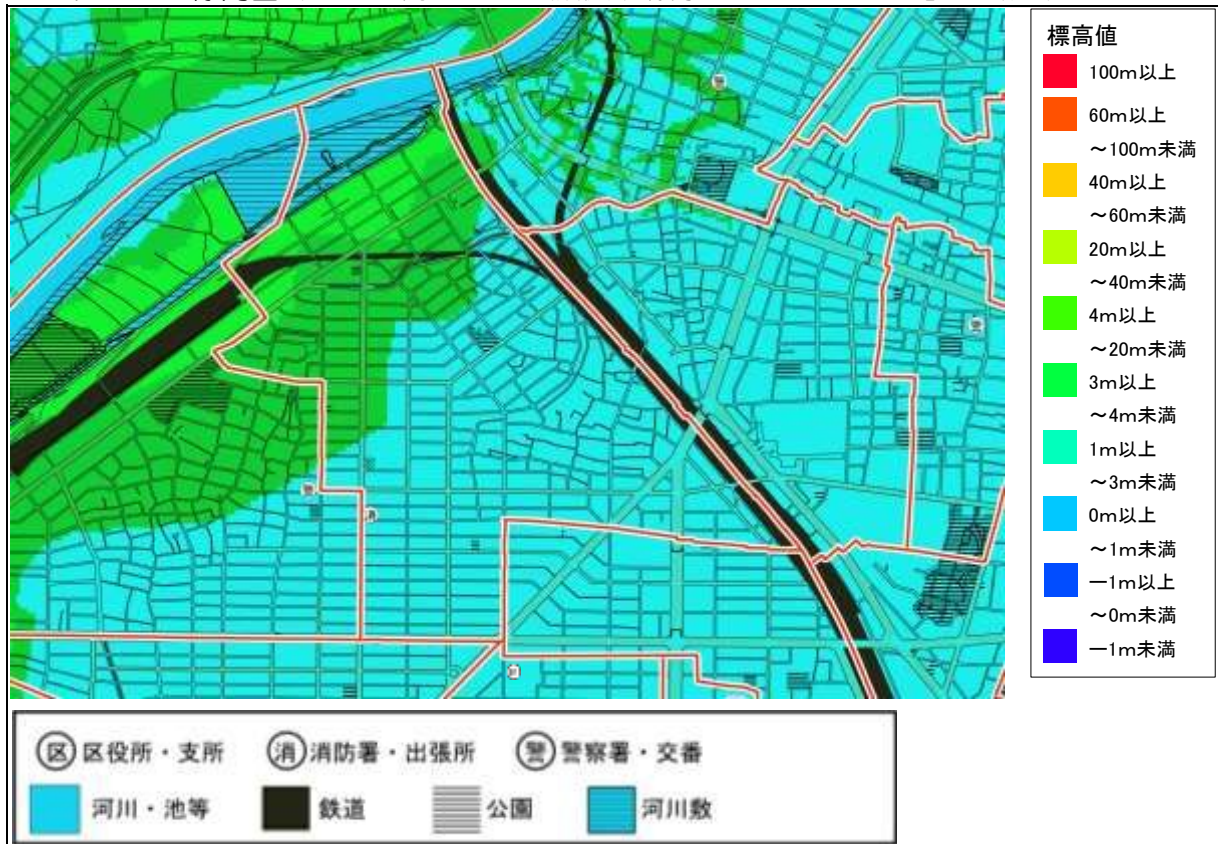 標高値
100m以上
60m以上
～100m未満
40m以上
～60m未満
20m以上
～40m未満
4m以上
～20m未満
3m以上
～4m未満
1m以上
～3m未満
0m以上
～1m未満
－1m以上
～0m未満
－1m未満
区 区役所・支所 消 消防署・出張所 警 警察署・交番
河川・池等 鉄道 公園 河川敷